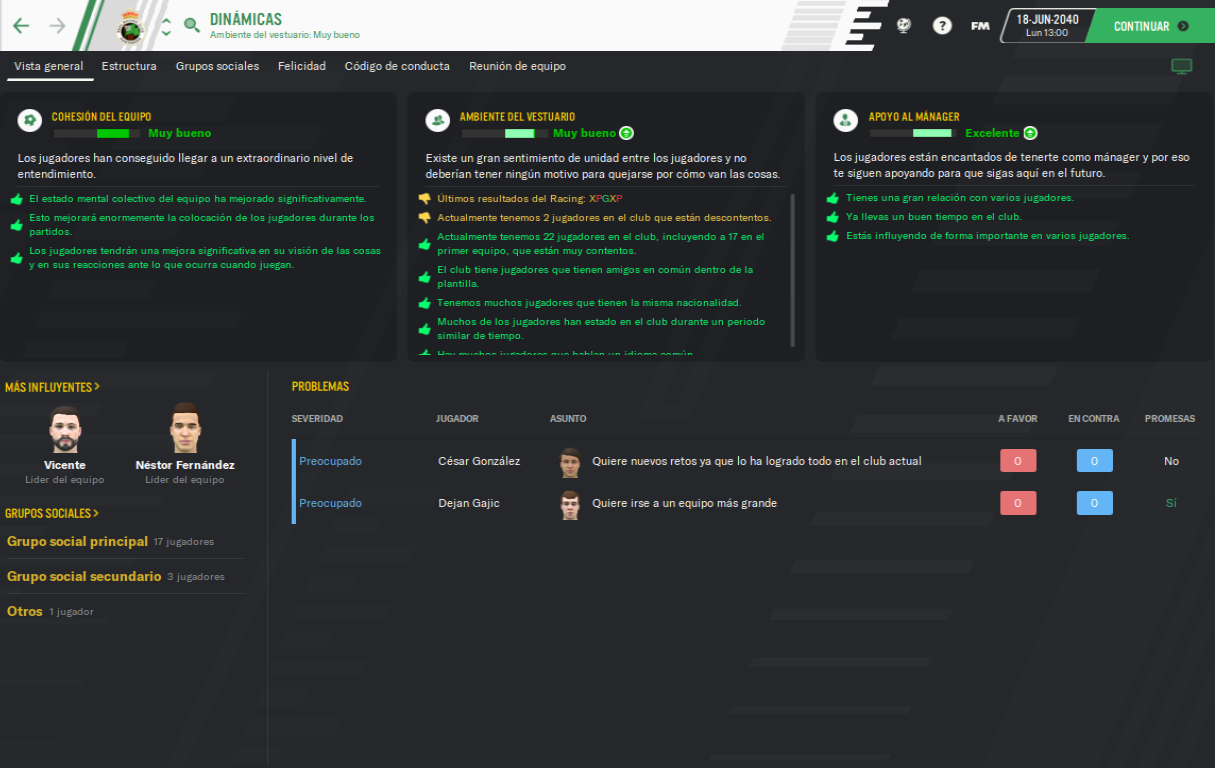 DINÁMICAS
Ambiente del vestuario: Muy bueno
?
FM
18-JUN-2040
Lun 13:00
CONTINUAR
Vista general
Estructura
Grupos sociales
Felicidad
Código de conducta
Reunión de equipo
COHESIÓN DEL EQUIPO
Muy bueno
Los jugadores han conseguido llegar a un extraordinario nivel de
entendimiento.
El estado mental colectivo del equipo ha mejorado significativamente.
Esto mejorará enormemente la colocación de los jugadores durante los
partidos.
Los jugadores tendrán una mejora significativa en su visión de las cosas
y en sus reacciones ante lo que ocurra cuando juegan.
AMBIENTE DEL VESTUARIO
Muy bueno
Existe un gran sentimiento de unidad entre los jugadores y no
deberían tener ningún motivo para quejarse por cómo van las cosas.
Últimos resultados del Racing: XPGXP
Actualmente tenemos 2 jugadores en el club que están descontentos.
Actualmente tenemos 22 jugadores en el club, incluyendo a 17 en el
primer equipo, que están muy contentos.
El club tiene jugadores que tienen amigos en común dentro de la
plantilla.
Tenemos muchos jugadores que tienen la misma nacionalidad.
Muchos de los jugadores han estado en el club durante un periodo
similar de tiempo.
Hay muchos jugadores que hablan un idioma común.
APOYO AL MÁNAGER
Excelente
Los jugadores están encantados de tenerte como mánager y por eso
te siguen apoyando para que sigas aquí en el futuro.
Tienes una gran relación con varios jugadores.
Ya llevas un buen tiempo en el club.
Estás influyendo de forma importante en varios jugadores.
MÁS INFLUYENTES >
Vicente
Líder del equipo
Néstor Fernández
Líder del equipo
GRUPOS SOCIALES >
Grupo social principal 17 jugadores
Grupo social secundario 3 jugadores
Otros 1 jugador
PROBLEMAS
SEVERIDAD JUGADOR ASUNTO A FAVOR EN CONTRA PROMESAS
Preocupado César González Quiere nuevos retos ya que lo ha logrado todo en el club actual 0 0 No
Preocupado Dejan Gajic Quiere irse a un equipo más grande 0 0 Sí